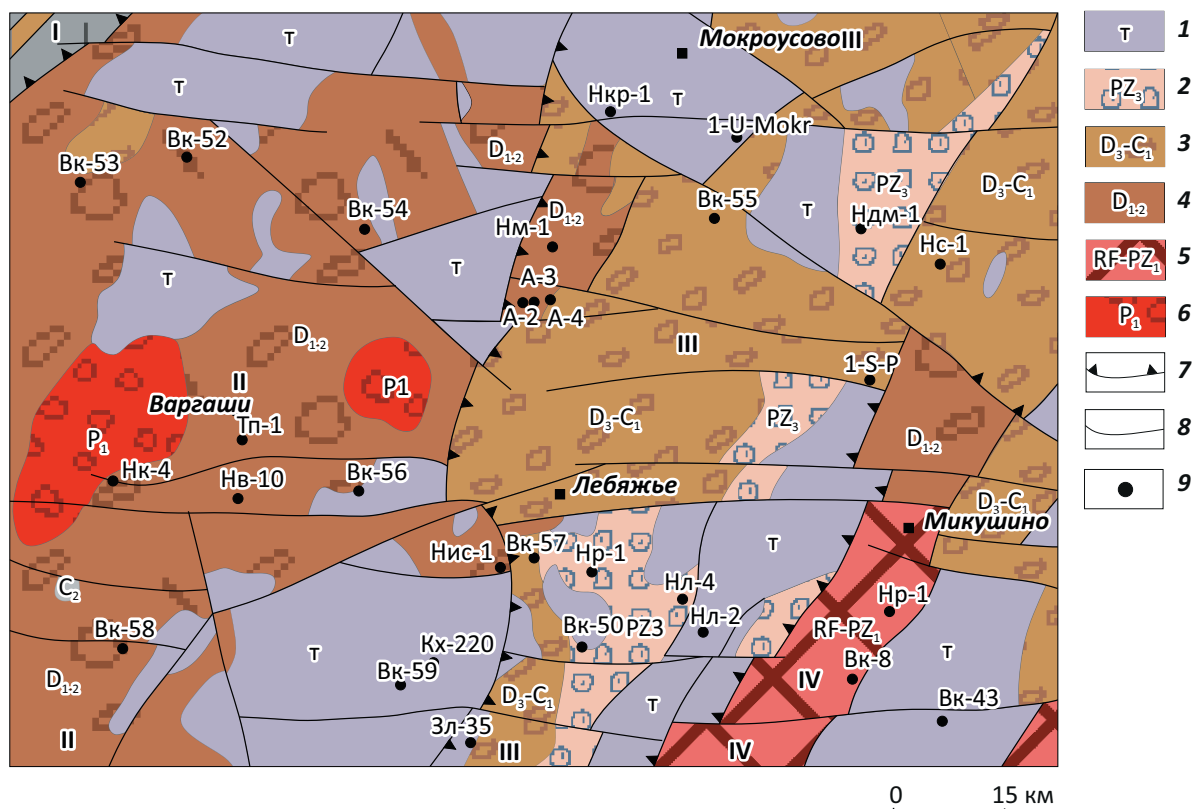 I
т
Мокроусово III
т
Нкр-1
т
1-U-Mokr
D1-2
Вк-52
Вк-53
PZ3
D3-C1
Вк-55
Вк-54
D1-2
Нм-1
т
Ндм-1
Нс-1
т
т
А-3
А-2
А-4
D1-2
III
1-S-P
II
Варгаши
P1
Тп-1
D3-C1
PZ3
D1-2
P1
Нк-4
Нв-10
Вк-56
Лебяжье
D3-C1
Микушино
Нис-1
Вк-57
Нр-1
т
C2
Нл-4
Нр-1
Вк-58
Вк-50
PZ3
Нл-2
RF-PZ1
т
Кх-220
т
D1-2
Вк-59
D3-C1
IV
Вк-8
т
Вк-43
II
Зл-35
III
IV
0 15 км
т 1
PZ3 2
D3-C1 3
D1-2 4
RF-PZ1 5
P1 6
7
8
9